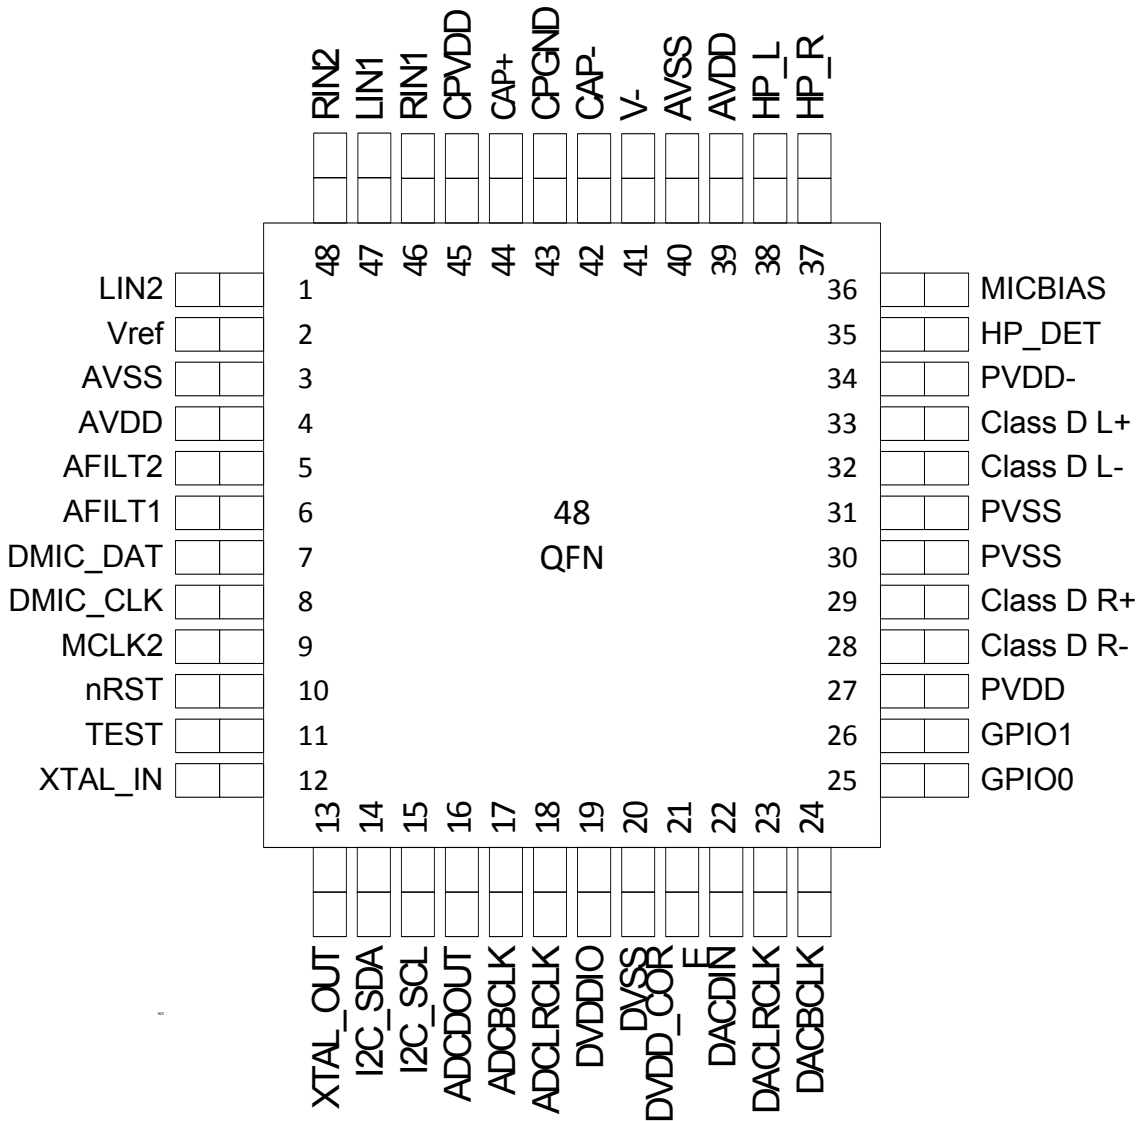 RIN2
LIN1
RIN1
CPVDD
CAP+
CPGND
CAP-
V-
AVSS
AVDD
HP_L
HP_R
48
47
46
45
44
43
42
41
40
39
38
37
LIN2 1
Vref 2
AVSS 3
AVDD 4
AFILT2 5
AFILT1 6
DMIC_DAT 7
DMIC_CLK 8
MCLK2 9
nRST 10
TEST 11
XTAL_IN 12
48
QFN
36 MICBIAS
35 HP_DET
34 PVDD-
33 Class D L+
32 Class D L-
31 PVSS
30 PVSS
29 Class D R+
28 Class D R-
27 PVDD
26 GPIO1
25 GPIO0
13
14
15
16
17
18
19
20
21
22
23
24
XTAL_OUT
I2C_SDA
I2C_SCL
ADCDOUT
ADCBCLK
ADCLRCLK
DVDDIO
DVSS
DVDD_COR
E
DACDIN
DACLRCLK
DACBCLK